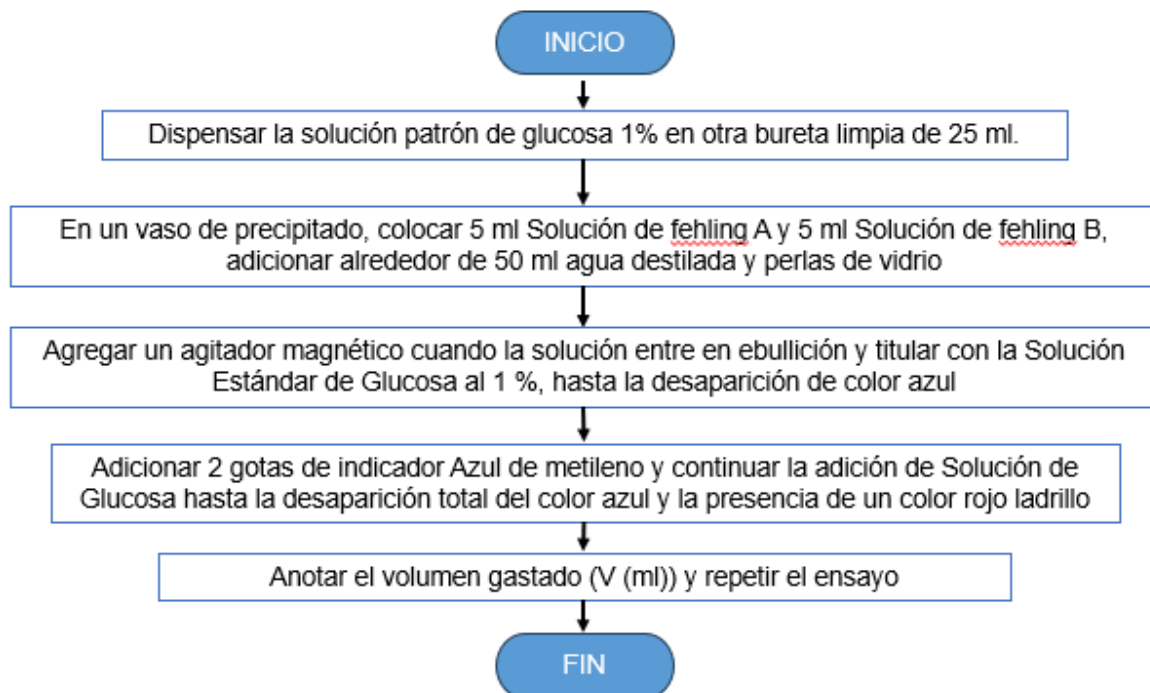 INICIO
Dispensar la solución patrón de glucosa 1% en otra bureta limpia de 25 ml.
En un vaso de precipitado, colocar 5 ml Solución de fehling A y 5 ml Solución de fehling B,
adicionar alrededor de 50 ml agua destilada y perlas de vidrio
Agregar un agitador magnético cuando la solución entre en ebullición y titular con la Solución
Estándar de Glucosa al 1 %, hasta la desaparición de color azul
Adicionar 2 gotas de indicador Azul de metileno y continuar la adición de Solución de
Glucosa hasta la desaparición total del color azul y la presencia de un color rojo ladrillo
Anotar el volumen gastado (V (ml)) y repetir el ensayo
FIN